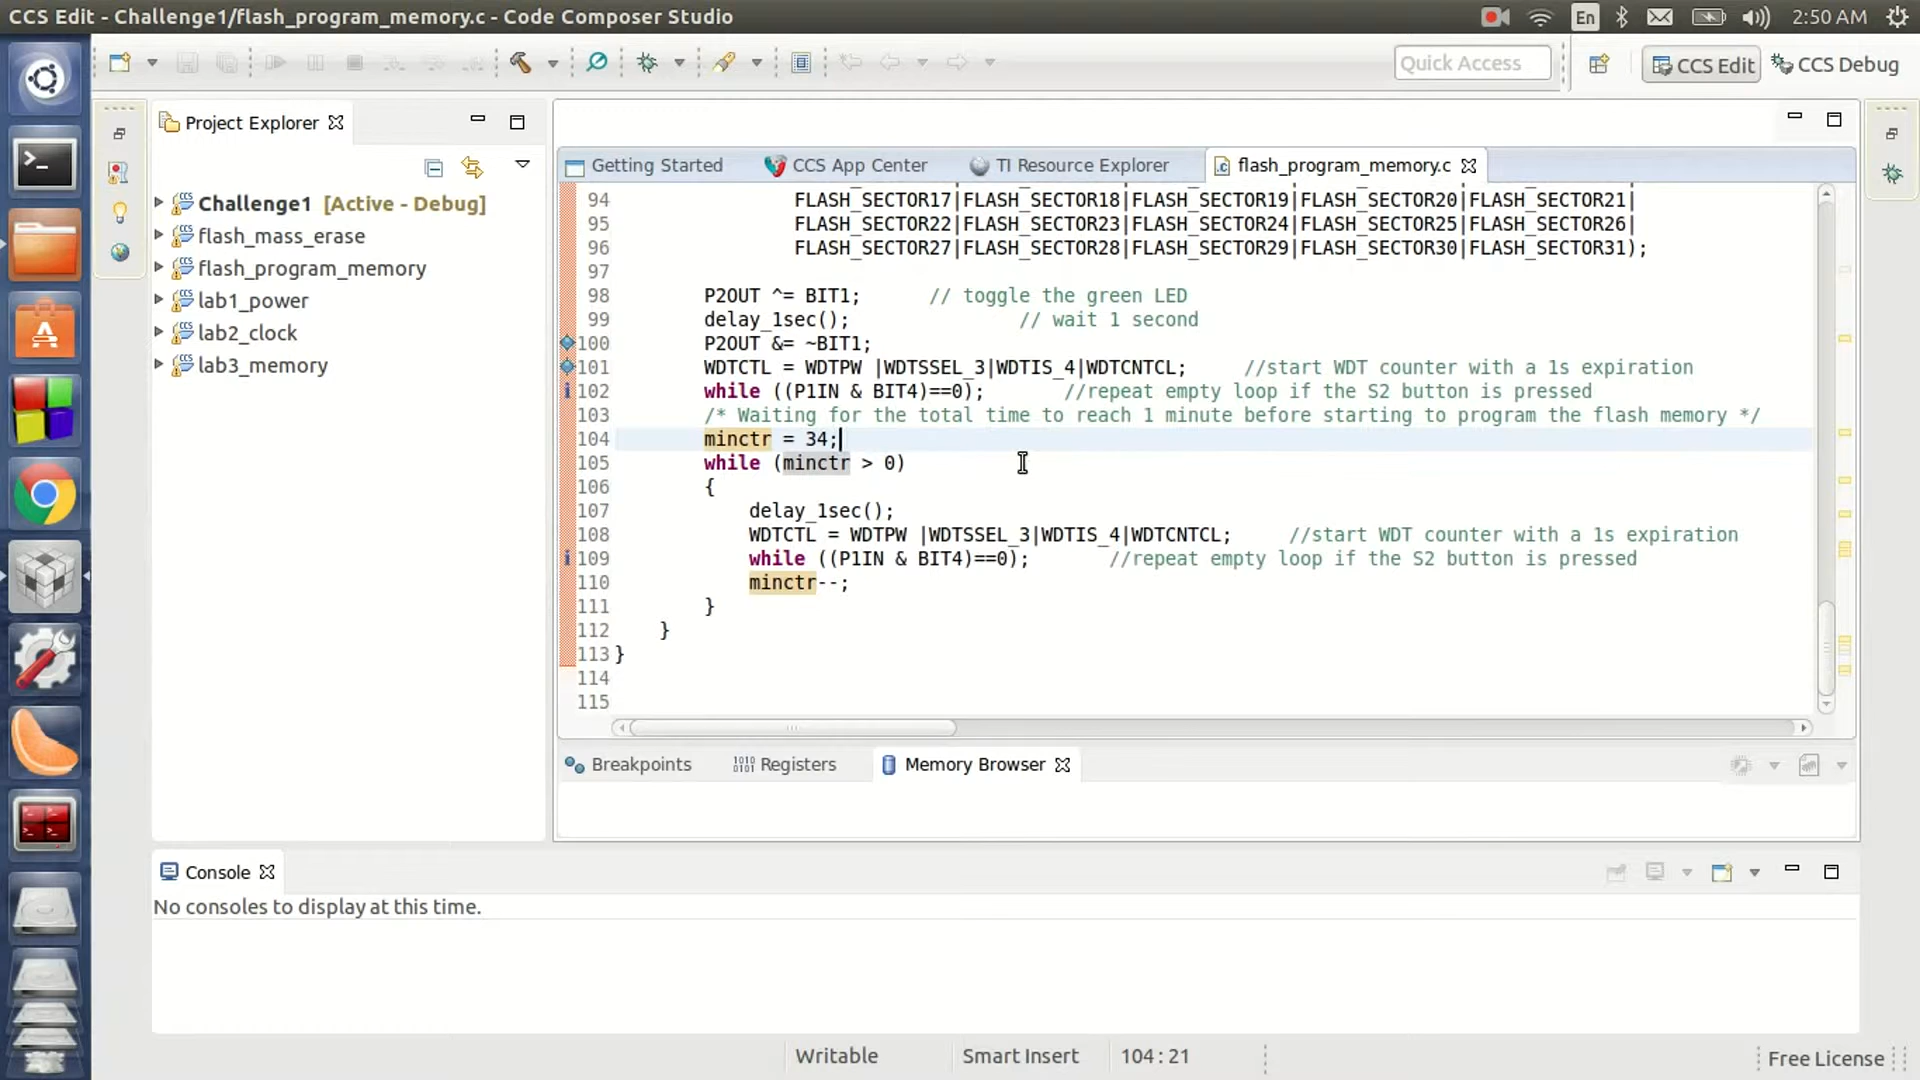 CCS Edit - Challenge1/flash_program_memory.c - Code Composer Studio
En
2:50 AM
Quick Access
CCS Edit
CCS Debug
Project Explorer
Challenge1 [Active - Debug]
flash_mass_erase
flash_program_memory
lab1_power
lab2_clock
lab3_memory
Getting Started
CCS App Center
TI Resource Explorer
flash_program_memory.c
94 FLASH_SECTOR17|FLASH_SECTOR18|FLASH_SECTOR19|FLASH_SECTOR20|FLASH_SECTOR21|
95 FLASH_SECTOR22|FLASH_SECTOR23|FLASH_SECTOR24|FLASH_SECTOR25|FLASH_SECTOR26|
96 FLASH_SECTOR27|FLASH_SECTOR28|FLASH_SECTOR29|FLASH_SECTOR30|FLASH_SECTOR31);
97
98 P2OUT ^= BIT1; // toggle the green LED
99 delay_1sec(); // wait 1 second
100 P2OUT &= ~BIT1;
101 WDTCTL = WDTPW |WDTSSEL_3|WDTIS_4|WDTCNTCL; //start WDT counter with a 1s expiration
102 while ((P1IN & BIT4)==0); //repeat empty loop if the S2 button is pressed
103 /* Waiting for the total time to reach 1 minute before starting to program the flash memory */
104 minctr = 34;
105 while (minctr > 0)
106 {
107 delay_1sec();
108 WDTCTL = WDTPW |WDTSSEL_3|WDTIS_4|WDTCNTCL; //start WDT counter with a 1s expiration
109 while ((P1IN & BIT4)==0); //repeat empty loop if the S2 button is pressed
110 minctr--;
111 }
112 }
113 }
114
115
Breakpoints
Registers
Memory Browser
Console
No consoles to display at this time.
Writable
Smart Insert
104 : 21
Free License